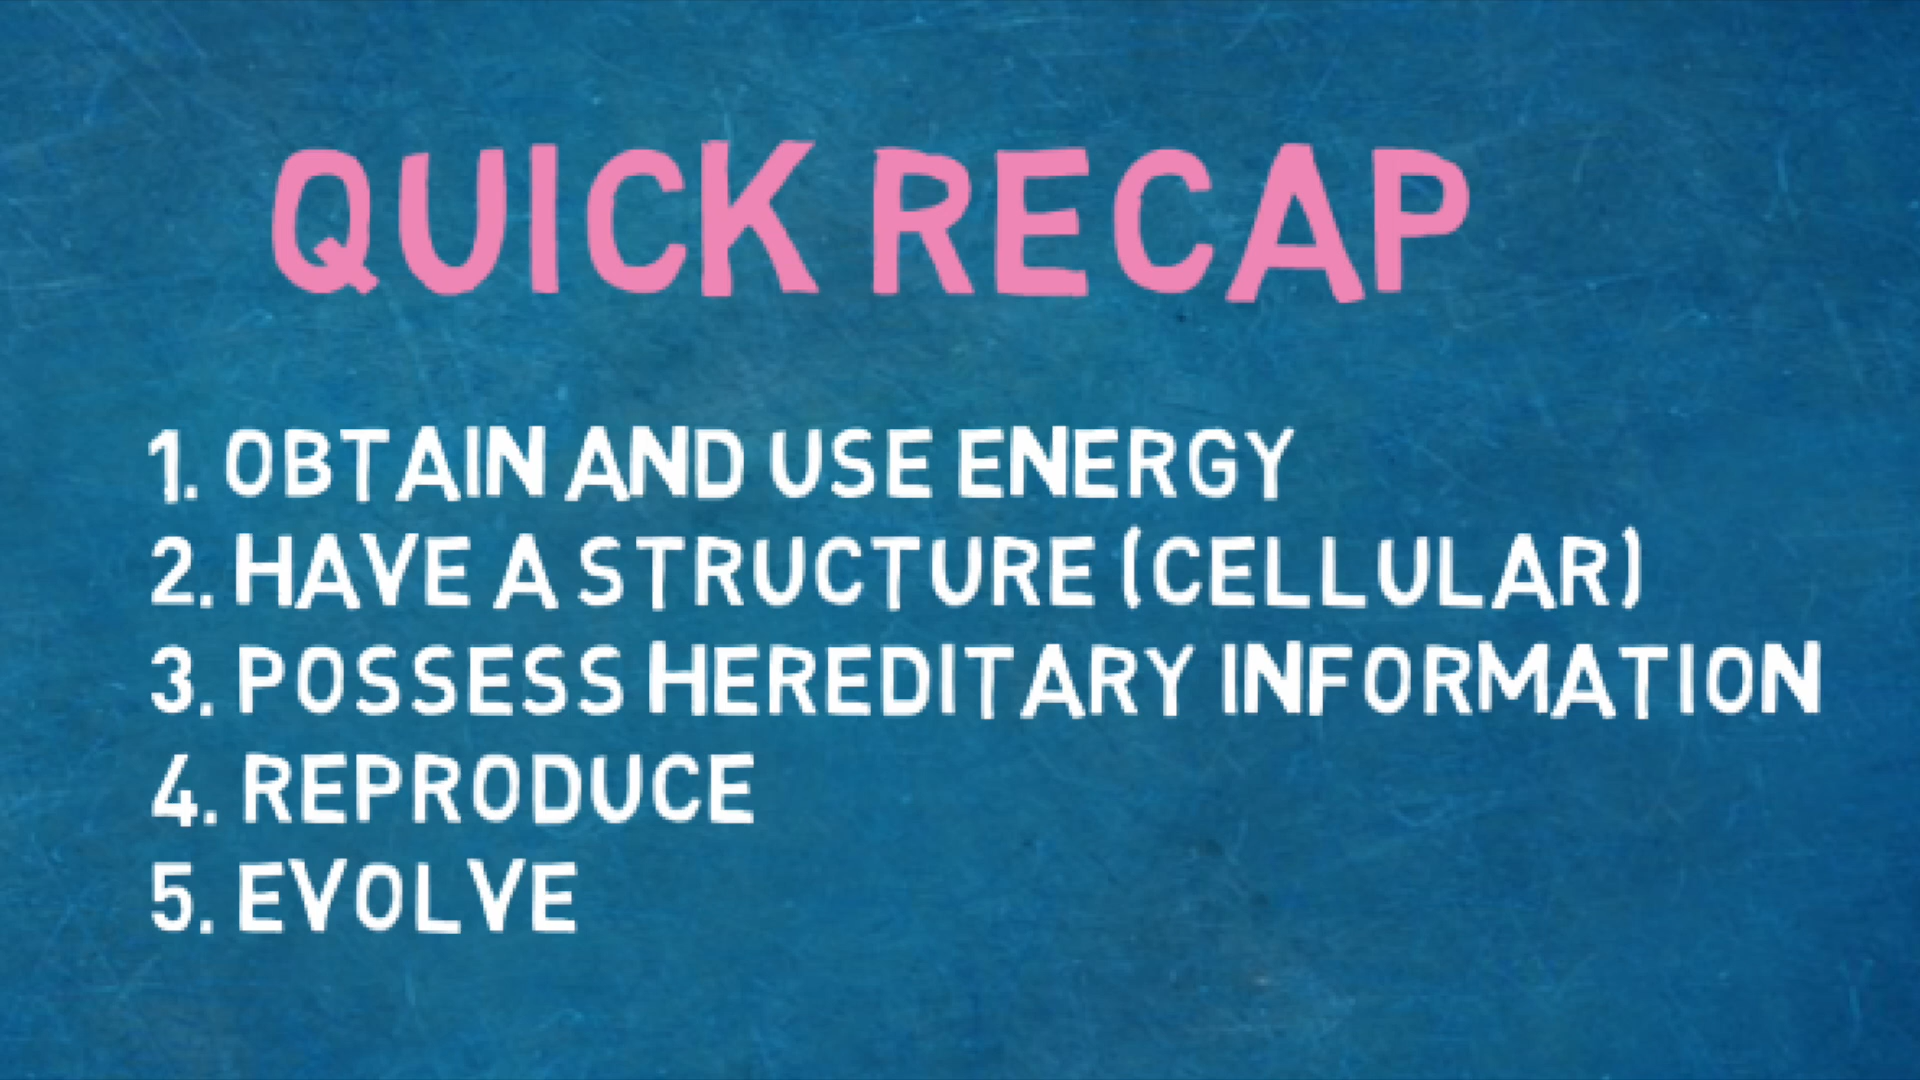 QUICK RECAP
1. OBTAIN AND USE ENERGY
2. HAVE A STRUCTURE (CELLULAR)
3. POSSESS HEREDITARY INFORMATION
4. REPRODUCE
5. EVOLVE